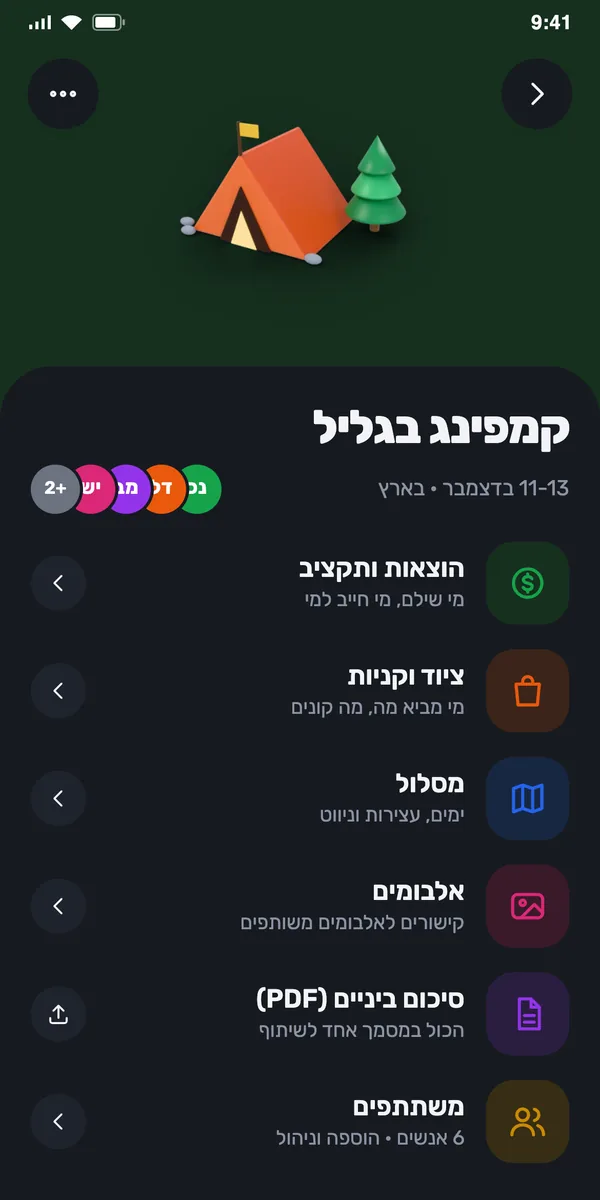 9:41
קמפינג בגליל
11-13 בדצמבר • בארץ
נכ דל מב יש +2
הוצאות ותקציב
מי שילם, מי חייב למי
ציוד וקניות
מי מביא מה, מה קונים
מסלול
ימים, עצירות וניווט
אלבומים
קישורים לאלבומים משותפים
סיכום ביניים (PDF)
הכול במסמך אחד לשיתוף
משתתפים
6 אנשים • הוספה וניהול